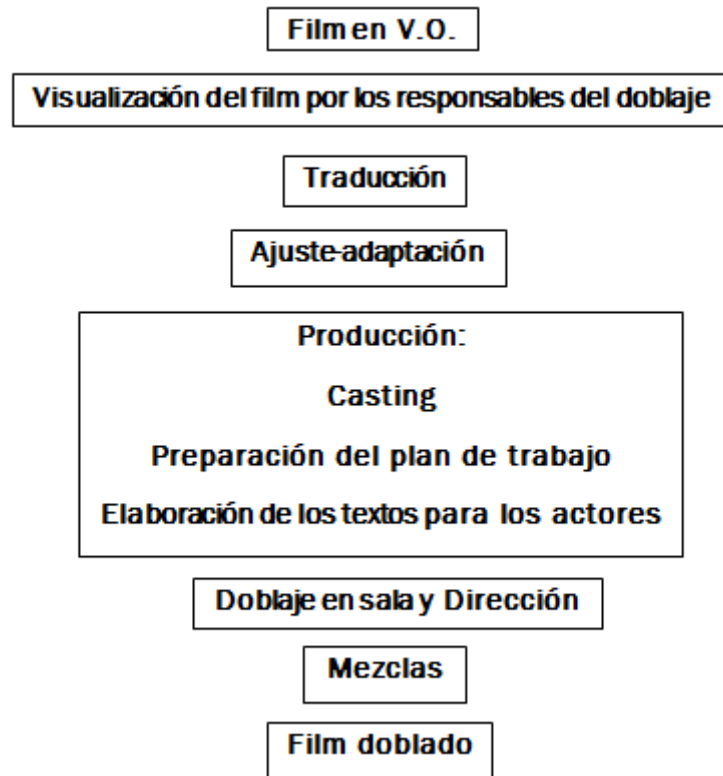 Film en V.O.
Visualización del film por los responsables del doblaje
Traducción
Ajuste-adaptación
Producción:
Casting
Preparación del plan de trabajo
Elaboración de los textos para los actores
Doblaje en sala y Dirección
Mezclas
Film doblado